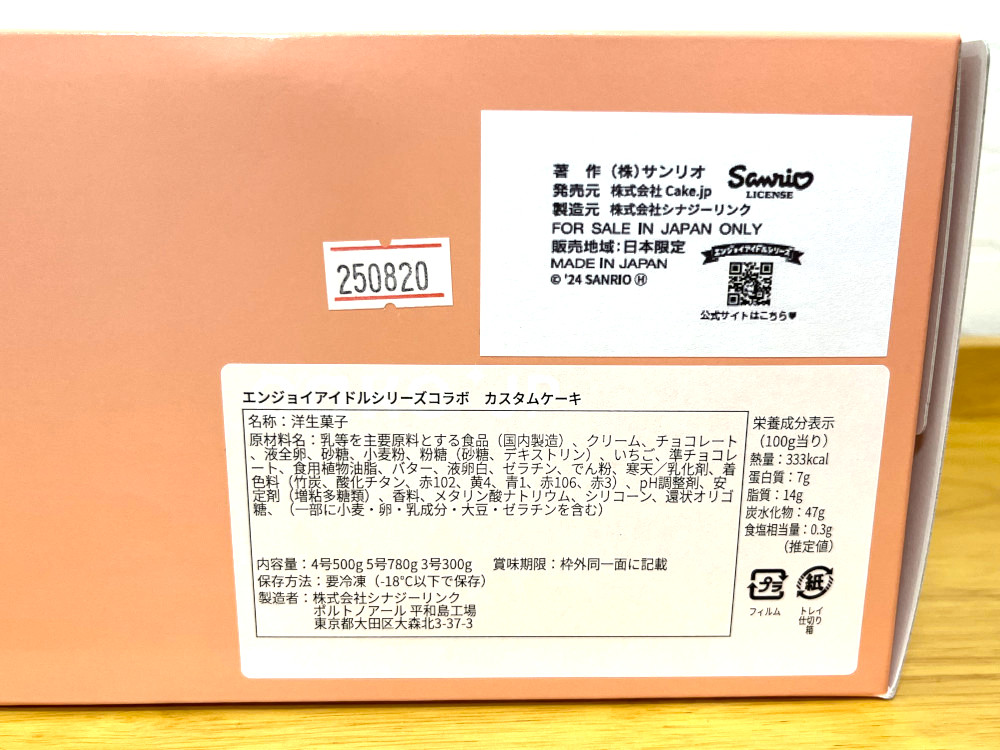 著　作（株）サンリオ
Sanrio
LICENSE
発売元　株式会社 Cake.jp
製造元　株式会社シナジーリンク
FOR SALE IN JAPAN ONLY
販売地域：日本限定
MADE IN JAPAN
© '24 SANRIO Ⓗ
エンジョイアイドルシリーズ
公式サイトはこちら♥
250820
エンジョイアイドルシリーズコラボ　カスタムケーキ
名称：洋生菓子
原材料名：乳等を主要原料とする食品（国内製造）、クリーム、チョコレート
、液全卵、砂糖、小麦粉、粉糖（砂糖、デキストリン）、いちご、準チョコレ
ート、食用植物油脂、バター、液卵白、ゼラチン、でん粉、寒天／乳化剤、着
色料（竹炭、酸化チタン、赤102、黄4、青1、赤106、赤3）、pH調整剤、安
定剤（増粘多糖類）、香料、メタリン酸ナトリウム、シリコーン、還状オリゴ
糖、（一部に小麦・卵・乳成分・大豆・ゼラチンを含む）
内容量：4号500g 5号780g 3号300g　賞味期限：枠外同一面に記載
保存方法：要冷凍（-18℃以下で保存）
製造者：株式会社シナジーリンク
ポルトノアール 平和島工場
東京都大田区大森北3-37-3
栄養成分表示
（100g当り）
熱量：333kcal
蛋白質：7g
脂質：14g
炭水化物：47g
食塩相当量：0.3g
（推定値）
プラ
フィルム
紙
トレイ
仕切り
箱